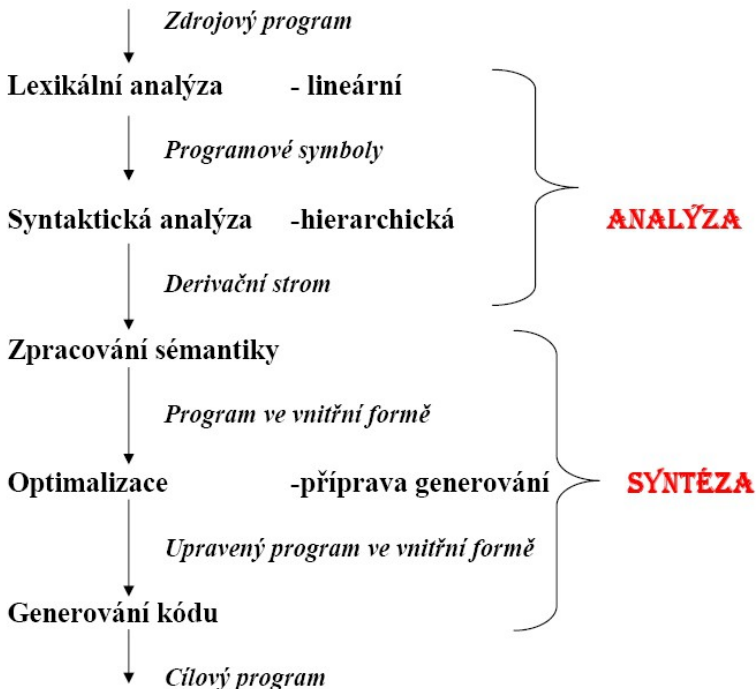 Zdrojový program
Lexikální analýza - lineární
Programové symboly
Syntaktická analýza -hierarchická
ANALÝZA
Derivační strom
Zpracování sémantiky
Program ve vnitřní formě
Optimalizace -příprava generování
SYNTÉZA
Upravený program ve vnitřní formě
Generování kódu
Cílový program